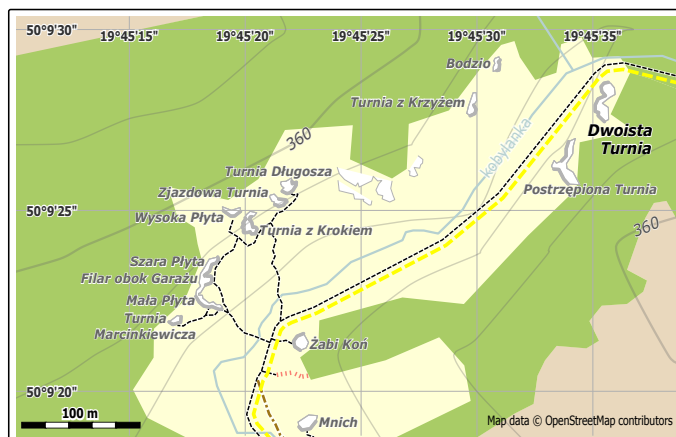 50°9'30"
19°45'15"
19°45'20"
19°45'25"
19°45'30"
19°45'35"
Bodzio
Turnia z Krzyżem
kobylanka
Dwoista
Turnia
360
Turnia Długosza
Zjazdowa Turnia
Postrzępiona Turnia
50°9'25"
Wysoka Płyta
Turnia z Krokiem
360
Szara Płyta
Filar obok Garażu
Mała Płyta
Turnia
Marcinkiewicza
Żabi Koń
50°9'20"
100 m
Mnich
Map data © OpenStreetMap contributors